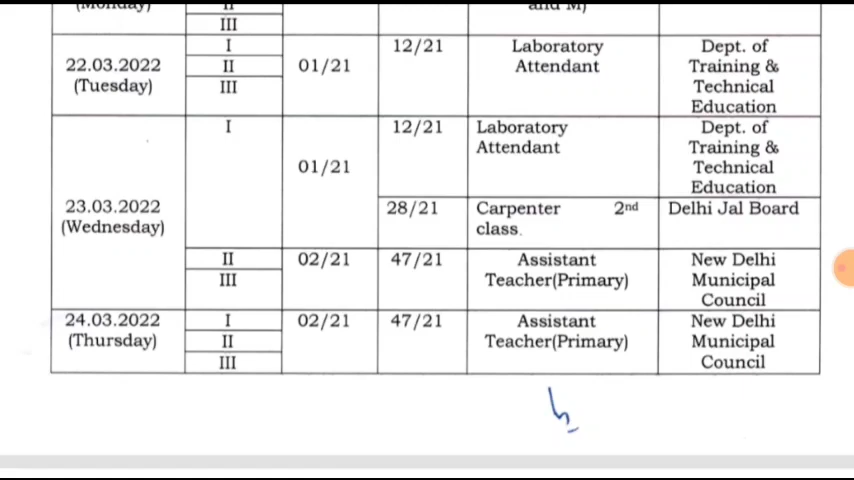 (Monday) II and M)
III
22.03.2022 (Tuesday) I II III 01/21 12/21 Laboratory Attendant Dept. of Training & Technical Education
23.03.2022 (Wednesday) I 01/21 12/21 Laboratory Attendant Dept. of Training & Technical Education
28/21 Carpenter 2nd class. Delhi Jal Board
II III 02/21 47/21 Assistant Teacher(Primary) New Delhi Municipal Council
24.03.2022 (Thursday) I II III 02/21 47/21 Assistant Teacher(Primary) New Delhi Municipal Council